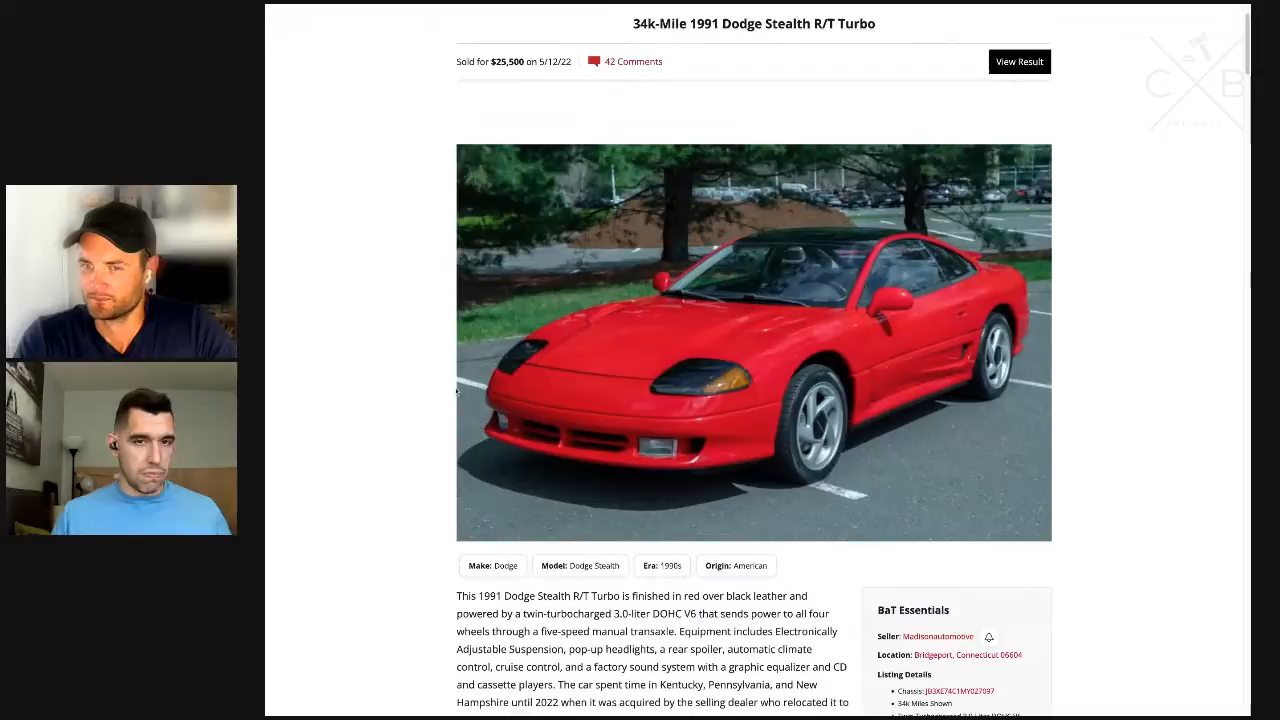 34k-Mile 1991 Dodge Stealth R/T Turbo
Sold for $25,500 on 5/12/22
42 Comments
View Result
C B
Make: Dodge
Model: Dodge Stealth
Era: 1990s
Origin: American
This 1991 Dodge Stealth R/T Turbo is finished in red over black leather and
powered by a twin-turbocharged 3.0-liter DOHC V6 that sends power to all four
wheels through a five-speed manual transaxle. Equipment includes Electronically
Adjustable Suspension, pop-up headlights, a rear spoiler, automatic climate
control, cruise control, and a factory sound system with a graphic equalizer and CD
and cassette players. The car spent time in Kentucky, Pennsylvania, and New
Hampshire until 2022 when it was acquired by the selling dealer who relocated it to
BaT Essentials
Seller: Madisonautomotive
Location: Bridgeport, Connecticut 06604
Listing Details
Chassis: JB3XE74C1MY027097
34k Miles Shown